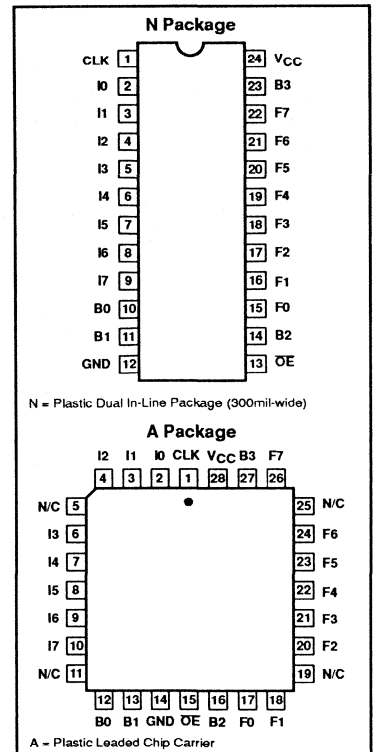 N Package
CLK 1 24 VCC
I0 2 23 B3
I1 3 22 F7
I2 4 21 F6
I3 5 20 F5
I4 6 19 F4
I5 7 18 F3
I6 8 17 F2
I7 9 16 F1
B0 10 15 F0
B1 11 14 B2
GND 12 13 O̅E̅
N = Plastic Dual In-Line Package (300mil-wide)
A Package
I2 I1 I0 CLK VCC B3 F7
4 3 2 1 28 27 26
N/C 5 25 N/C
I3 6 24 F6
I4 7 23 F5
I5 8 22 F4
I6 9 21 F3
I7 10 20 F2
N/C 11 19 N/C
12 13 14 15 16 17 18
B0 B1 GND O̅E̅ B2 F0 F1
A = Plastic Leaded Chip Carrier